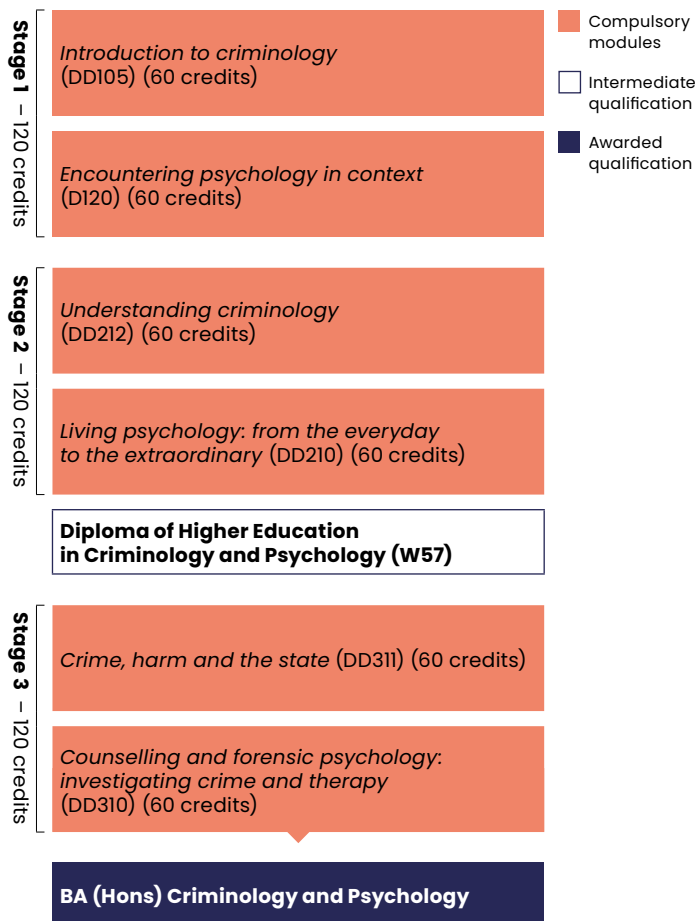 Stage 1 – 120 credits
Introduction to criminology
(DD105) (60 credits)
Encountering psychology in context
(D120) (60 credits)
Compulsory
modules
Intermediate
qualification
Awarded
qualification
Stage 2 – 120 credits
Understanding criminology
(DD212) (60 credits)
Living psychology: from the everyday
to the extraordinary (DD210) (60 credits)
Diploma of Higher Education
in Criminology and Psychology (W57)
Stage 3 – 120 credits
Crime, harm and the state (DD311) (60 credits)
Counselling and forensic psychology:
investigating crime and therapy
(DD310) (60 credits)
BA (Hons) Criminology and Psychology